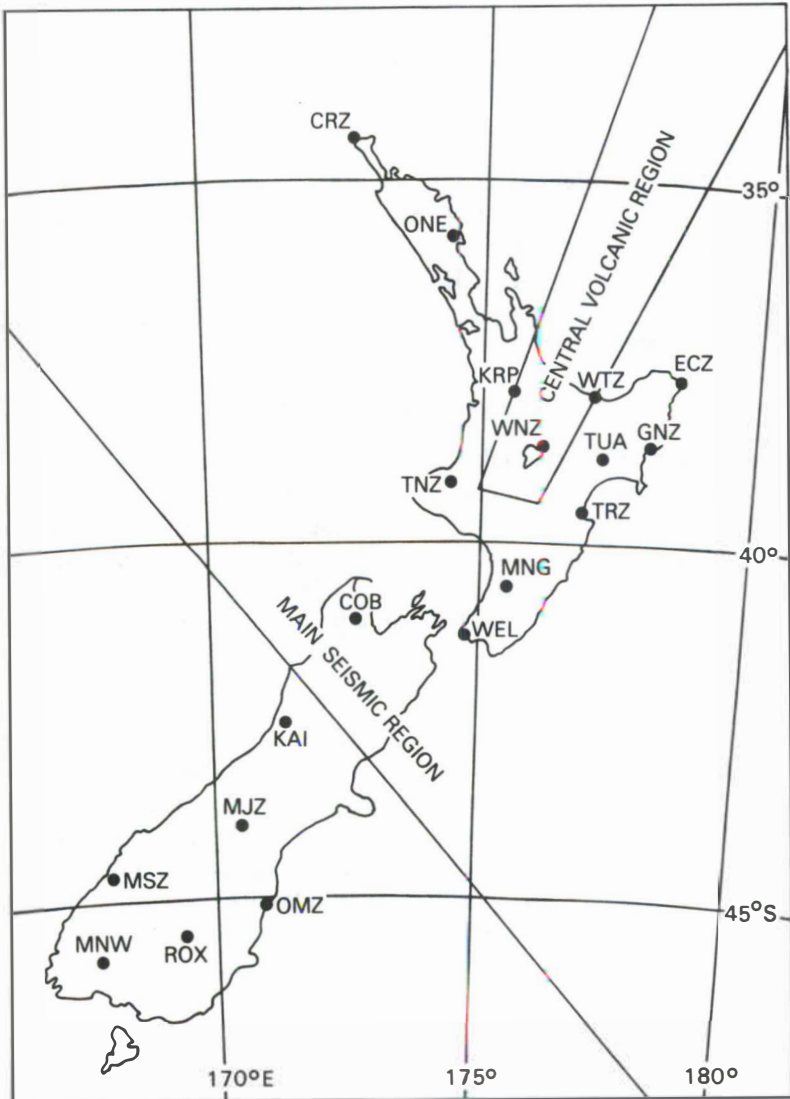 CRZ
35°
ONE
CENTRAL VOLCANIC REGION
KRP
WTZ
ECZ
WNZ
TUA
GNZ
TNZ
TRZ
40°
MNG
COB
WEL
MAIN SEISMIC REGION
KAI
MJZ
MSZ
OMZ
45°S
MNW
ROX
170°E
175°
180°